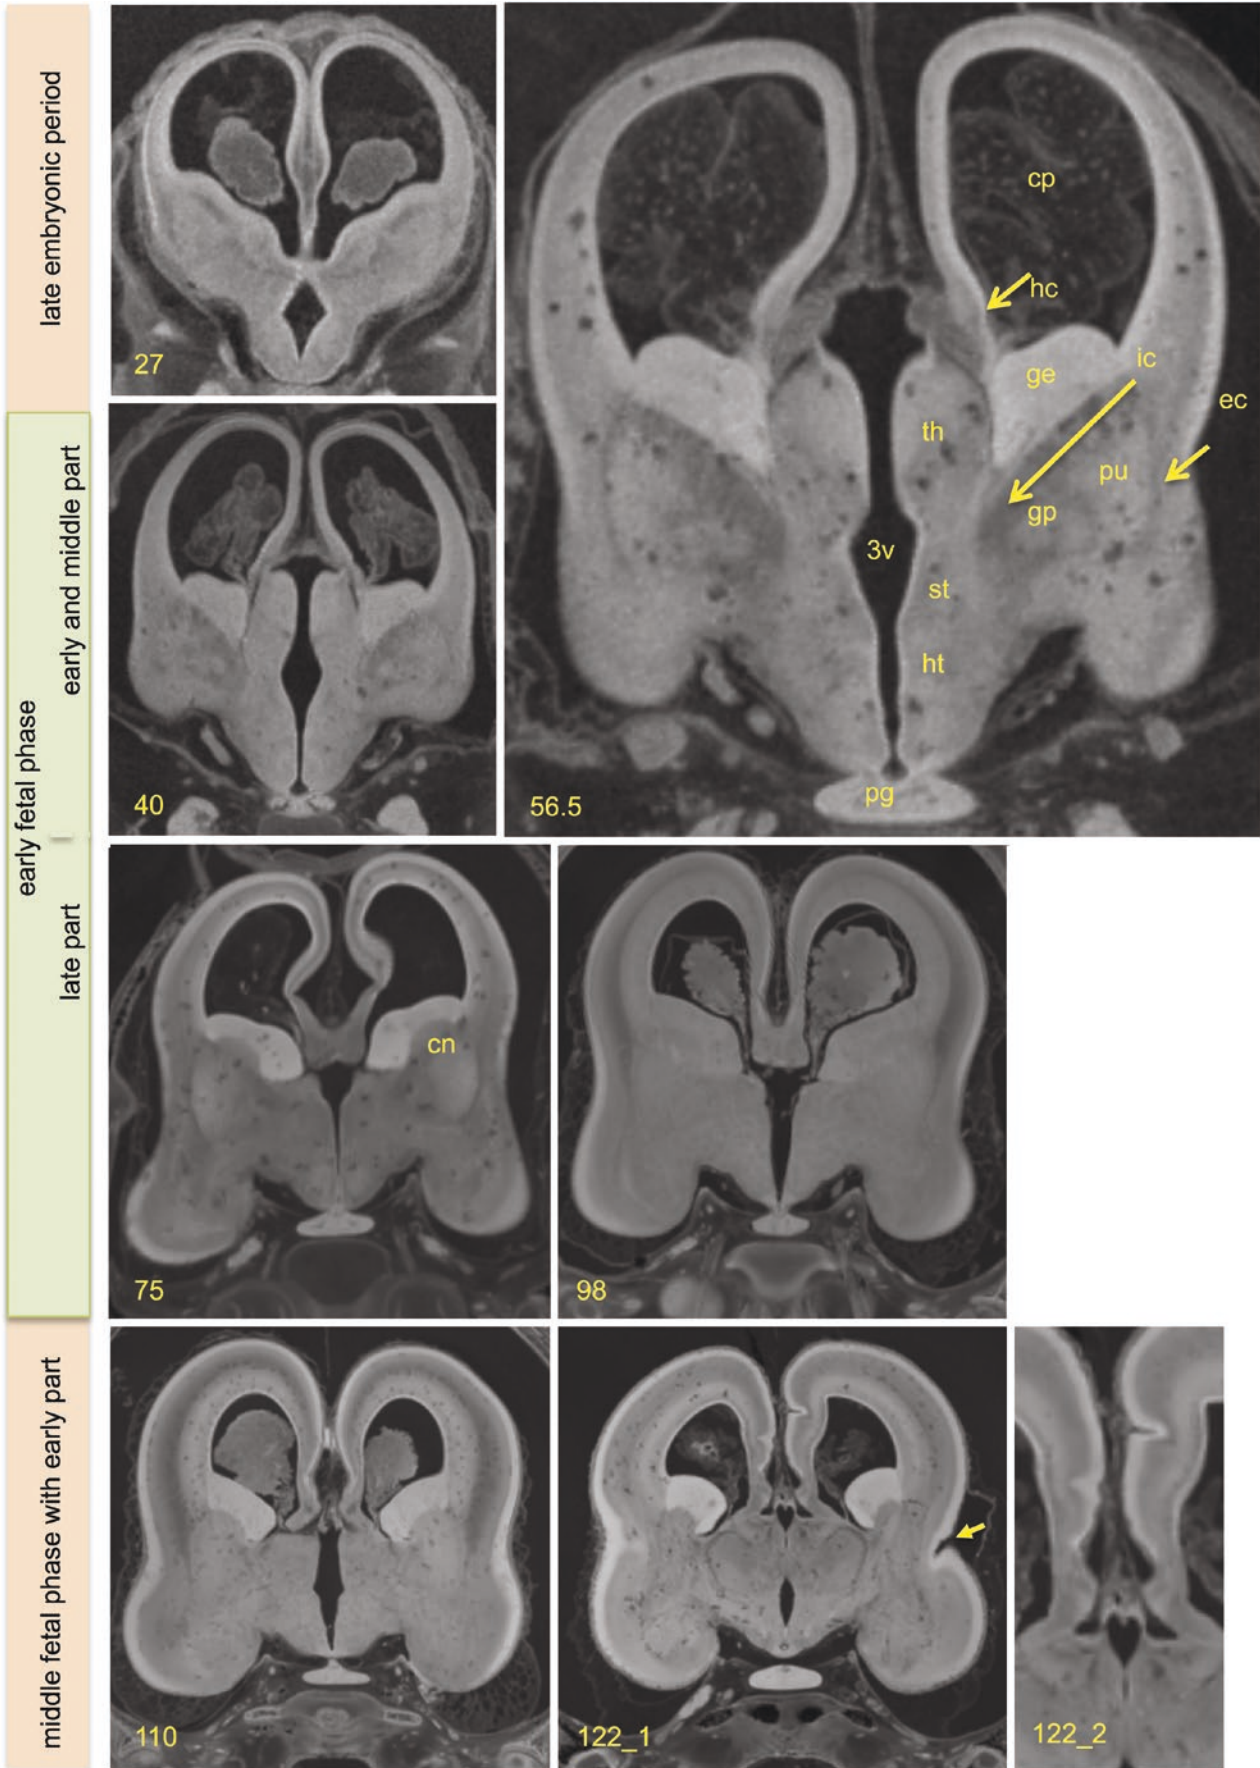 late embryonic period
early fetal phase
early and middle part
late part
middle fetal phase with early part
27
40
cp
hc
ge
ic
ec
th
pu
gp
3v
st
ht
pg
56.5
cn
75
98
110
122_1
122_2